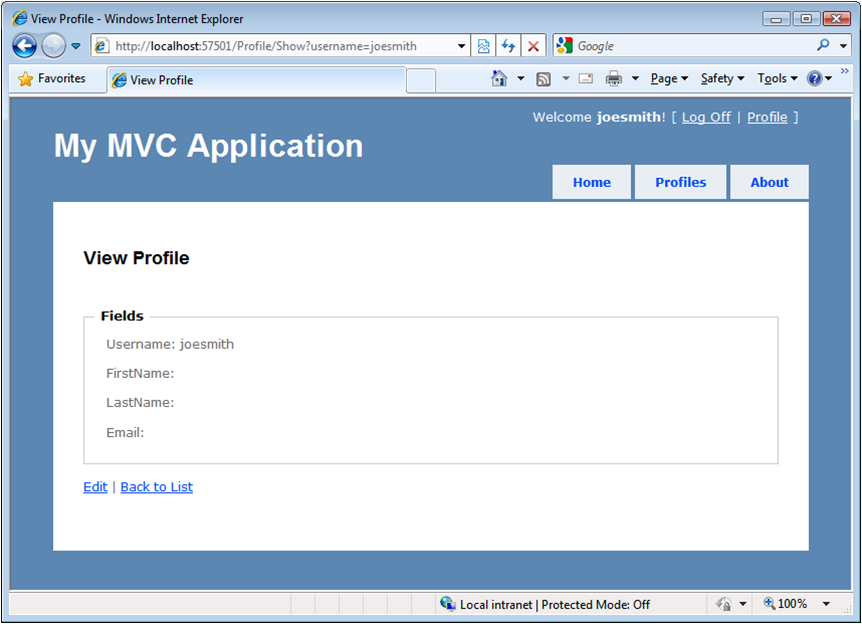 View Profile - Windows Internet Explorer
http://localhost:57501/Profile/Show?username=joesmith
Google
Favorites
View Profile
Page
Safety
Tools
Welcome joesmith! [ Log Off | Profile ]
My MVC Application
Home
Profiles
About
View Profile
Fields
Username: joesmith
FirstName:
LastName:
Email:
Edit | Back to List
Local intranet | Protected Mode: Off
100%